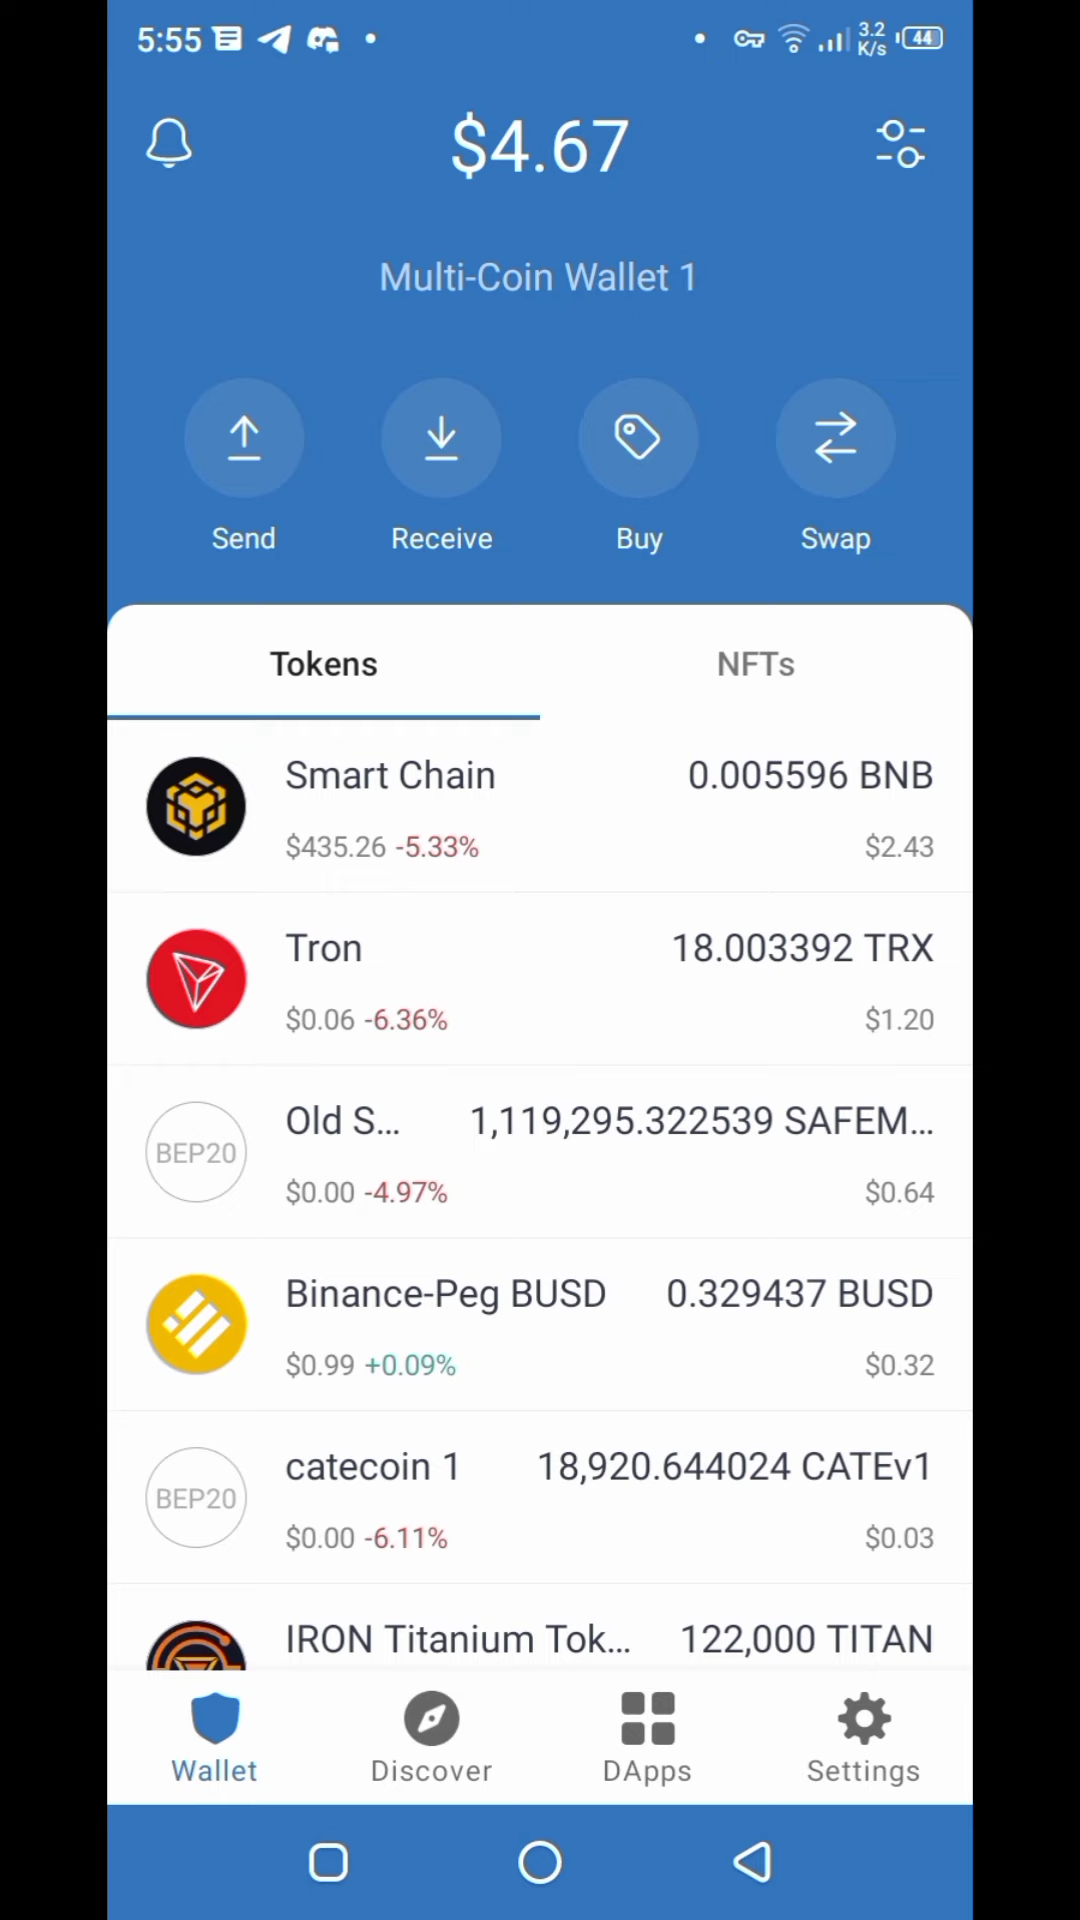 5:55
3.2
K/s
44
$4.67
Multi-Coin Wallet 1
Send Receive Buy Swap
Tokens NFTs
Smart Chain 0.005596 BNB
$435.26 -5.33% $2.43
Tron 18.003392 TRX
$0.06 -6.36% $1.20
BEP20
Old S... 1,119,295.322539 SAFEM...
$0.00 -4.97% $0.64
Binance-Peg BUSD 0.329437 BUSD
$0.99 +0.09% $0.32
BEP20
catecoin 1 18,920.644024 CATEv1
$0.00 -6.11% $0.03
IRON Titanium Tok... 122,000 TITAN
Wallet Discover DApps Settings